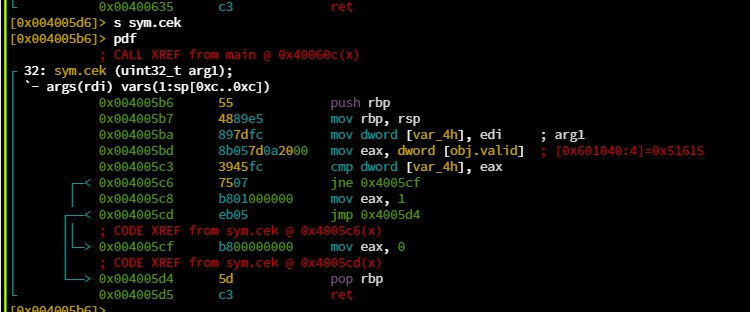 0x00400635 c3 ret
[0x004005d6]> s sym.cek
[0x004005b6]> pdf
; CALL XREF from main @ 0x40060c(x)
32: sym.cek (uint32_t arg1);
`- args(rdi) vars(1:sp[0xc..0xc])
0x004005b6 55 push rbp
0x004005b7 4889e5 mov rbp, rsp
0x004005ba 897dfc mov dword [var_4h], edi ; arg1
0x004005bd 8b057d0a2000 mov eax, dword [obj.valid] ; [0x601040:4]=0x51615
0x004005c3 3945fc cmp dword [var_4h], eax
0x004005c6 7507 jne 0x4005cf
0x004005c8 b801000000 mov eax, 1
0x004005cd eb05 jmp 0x4005d4
; CODE XREF from sym.cek @ 0x4005c6(x)
0x004005cf b800000000 mov eax, 0
; CODE XREF from sym.cek @ 0x4005cd(x)
0x004005d4 5d pop rbp
0x004005d5 c3 ret
[0x004005b6]>